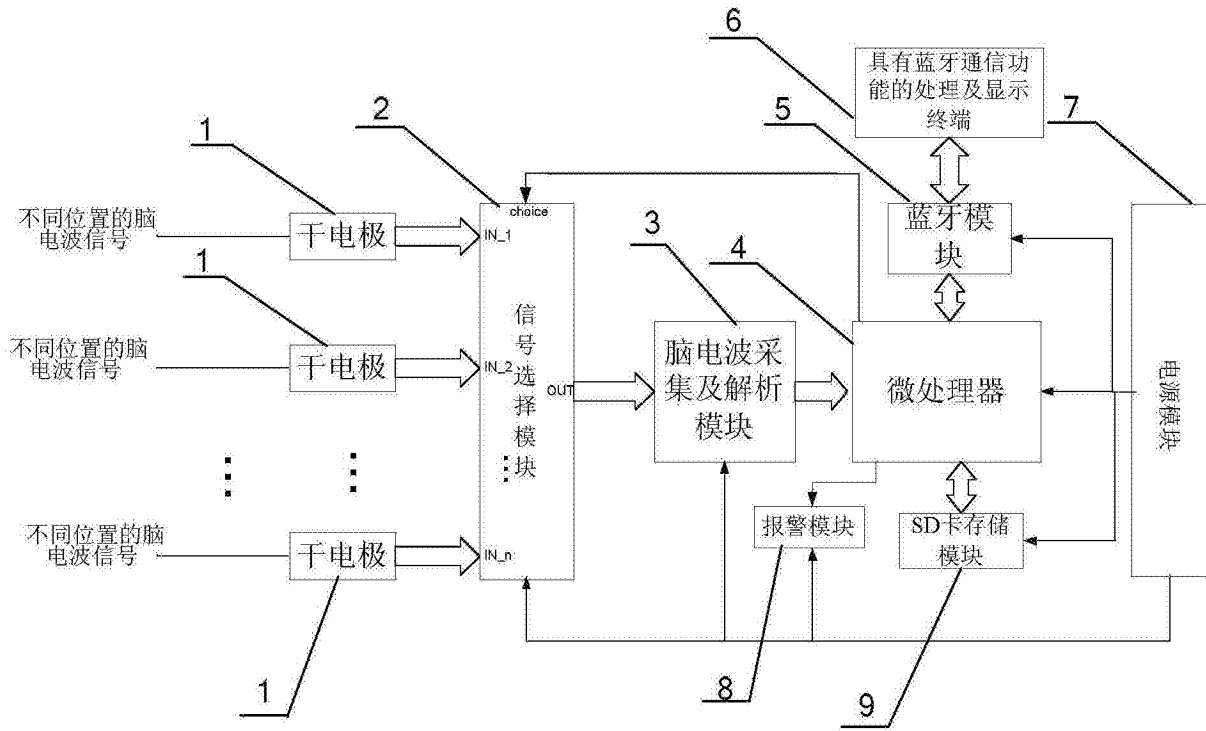 6
具有蓝牙通信功
能的处理及显示
终端
5
7
1
2
不同位置的脑
电波信号
干电极
IN_1
choice
蓝牙模
块
1
3
4
不同位置的脑
电波信号
干电极
IN_2
信号选择模块
OUT
脑电波采
集及解析
模块
微处理器
电源模块
不同位置的脑
电波信号
干电极
IN_n
报警模块
SD卡存储
模块
1
8
9